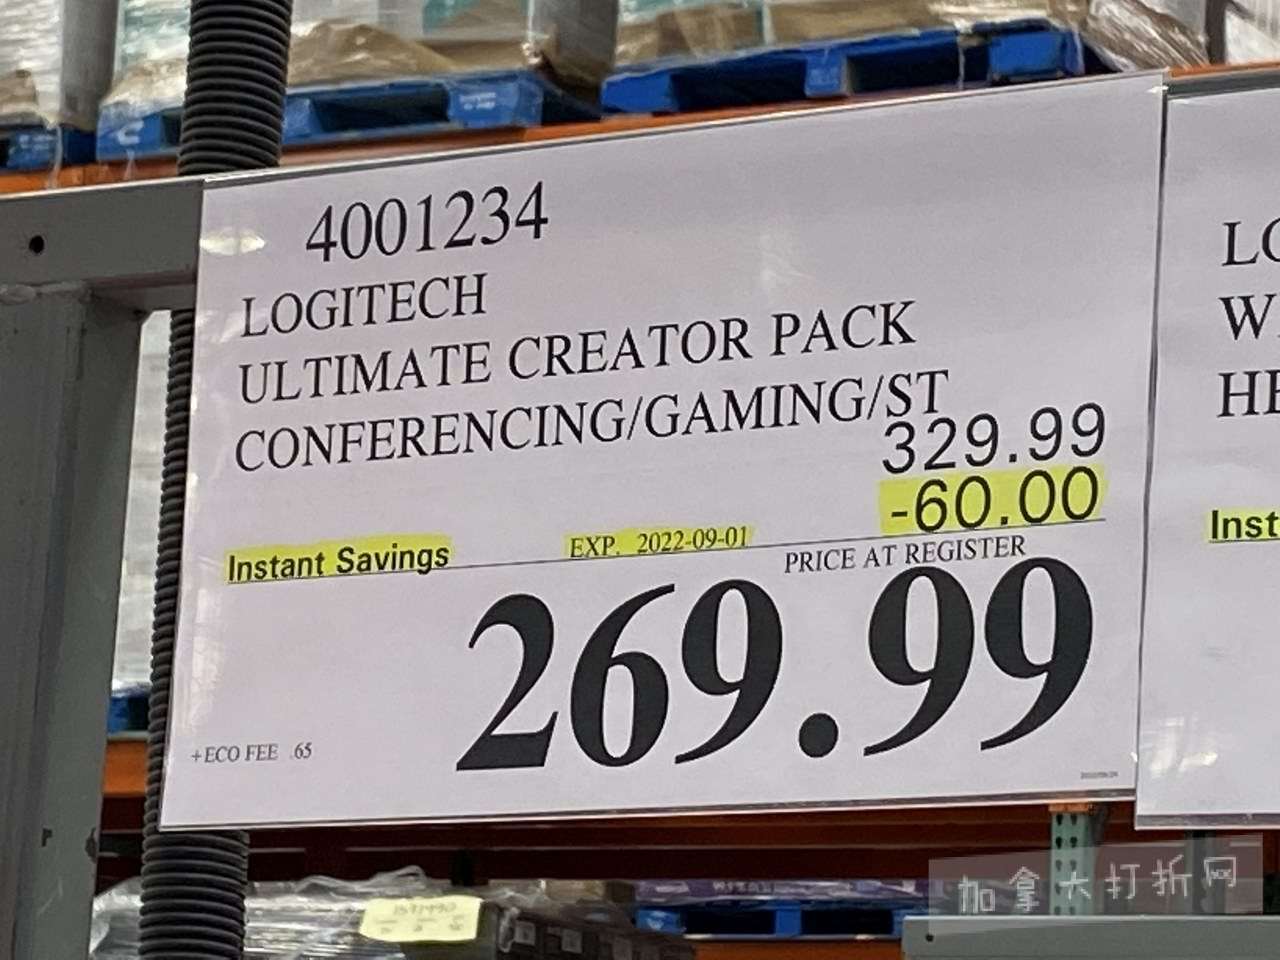 4001234
LOGITECH
ULTIMATE CREATOR PACK
CONFERENCING/GAMING/ST
329.99
-60.00
Instant Savings
EXP. 2022-09-01
PRICE AT REGISTER
269.99
+ECO FEE .65
LO
W
HE
Inst
加拿大打折网